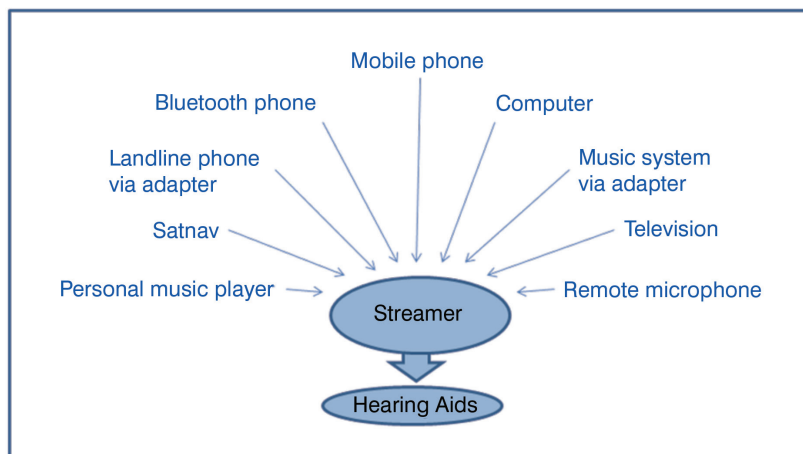 Mobile phone
Bluetooth phone
Computer
Landline phone
via adapter
Music system
via adapter
Satnav
Television
Personal music player
Remote microphone
Streamer
Hearing Aids